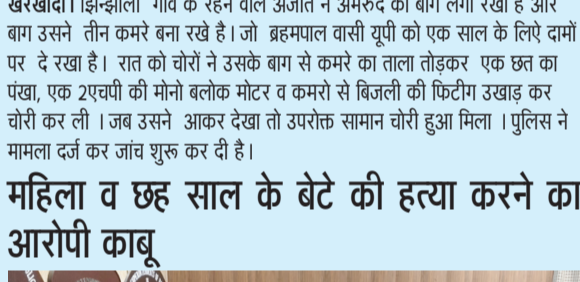 खरखौदा। झिन्झौली गांव के रहने वाले अजीत ने अमरुद का बाग लगा रखा है और
बाग उसने तीन कमरे बना रखे है। जो ब्रहमपाल वासी यूपी को एक साल के लिऐ दामों
पर दे रखा है। रात को चोरों ने उसके बाग से कमरे का ताला तोड़कर एक छत का
पंखा, एक 2एचपी की मोनो बलोक मोटर व कमरो से बिजली की फिटीग उखाड़ कर
चोरी कर ली । जब उसने आकर देखा तो उपरोक्त सामान चोरी हुआ मिला । पुलिस ने
मामला दर्ज कर जांच शुरू कर दी है।
महिला व छह साल के बेटे की हत्या करने का
आरोपी काबू